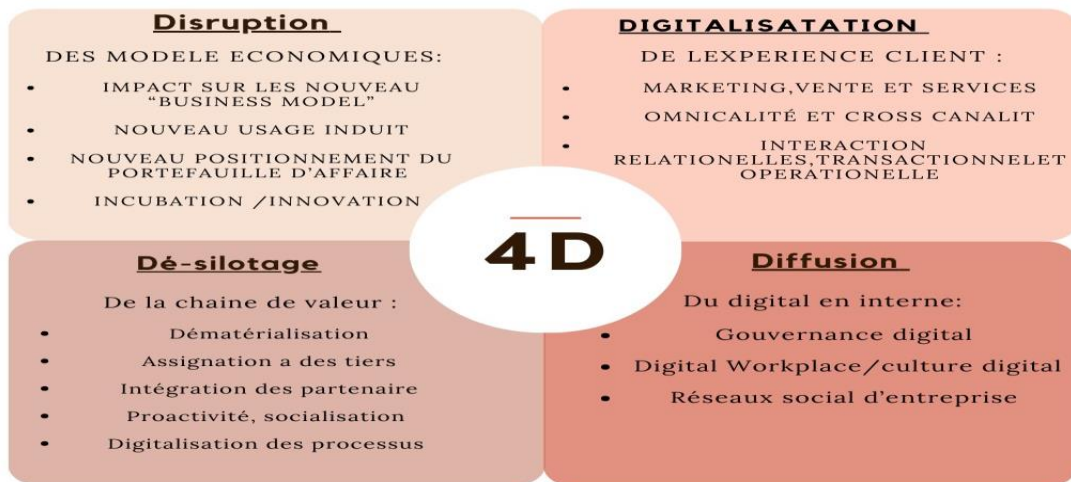 Disruption
DES MODELE ECONOMIQUES:
• IMPACT SUR LES NOUVEAU
“BUSINESS MODEL”
• NOUVEAU USAGE INDUIT
• NOUVEAU POSITIONNEMENT DU
PORTEFAUILLE D’AFFAIRE
• INCUBATION /INNOVATION
DIGITALISATATION
DE LEXPERIENCE CLIENT :
• MARKETING,VENTE ET SERVICES
• OMNICALITÉ ET CROSS CANALIT
• INTERACTION
RELATIONELLES,TRANSACTIONNELET
OPERATIONELLE
4D
Dé-silotage
De la chaine de valeur :
• Dématérialisation
• Assignation a des tiers
• Intégration des partenaire
• Proactivité, socialisation
• Digitalisation des processus
Diffusion
Du digital en interne:
• Gouvernance digital
• Digital Workplace/culture digital
• Réseaux social d’entreprise